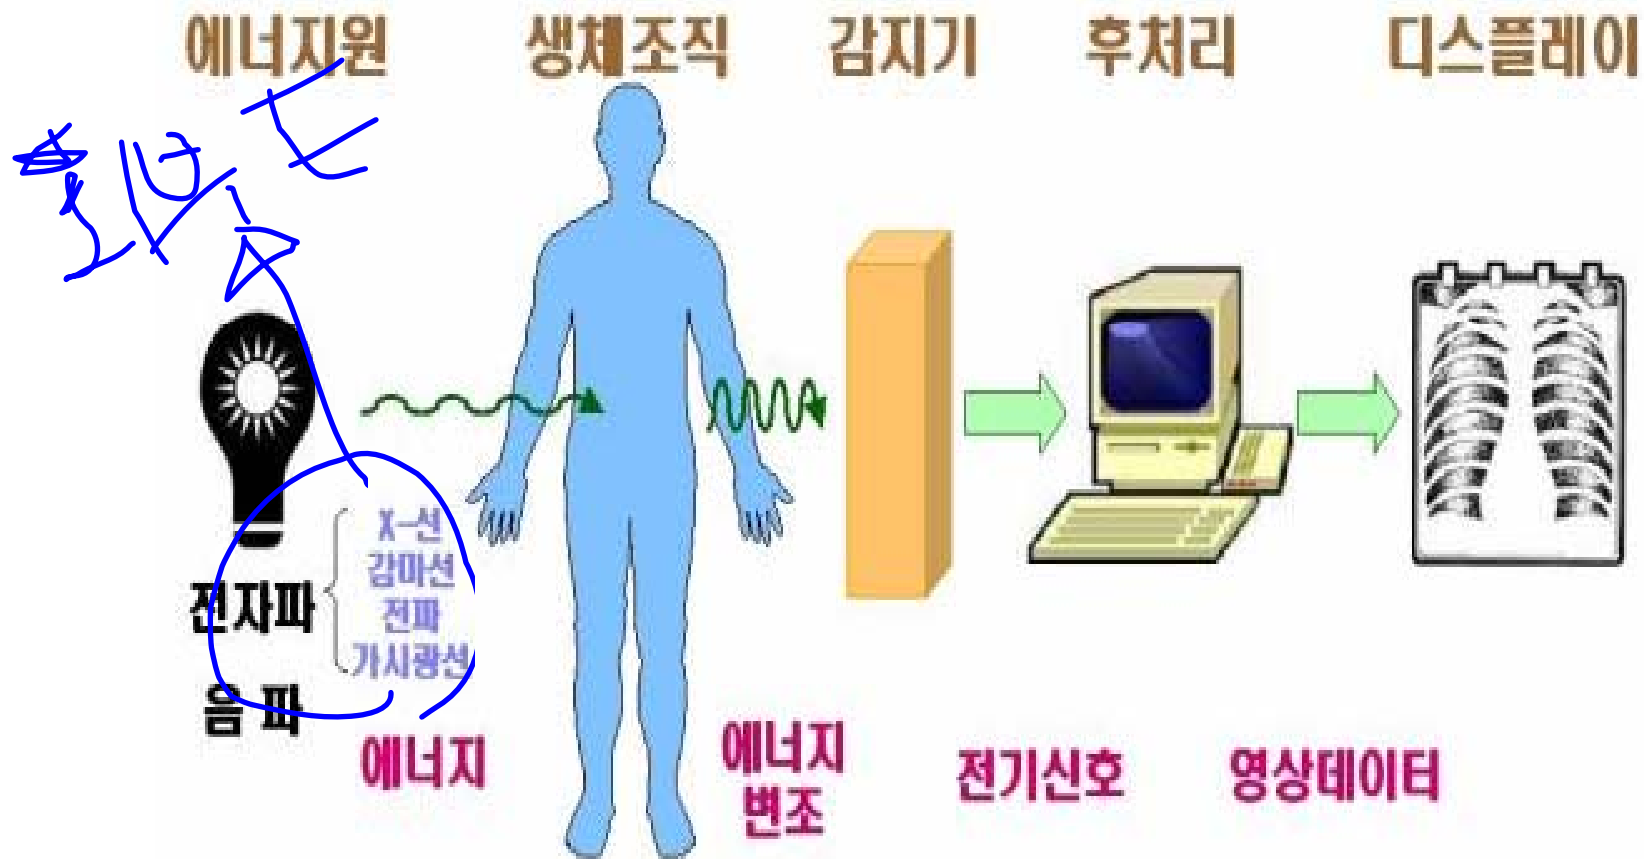 에너지원 생체조직 감지기 후처리 디스플레이
X-선
감마선
전자파 전파
가시광선
음파
에너지 에너지 변조 전기신호 영상데이터